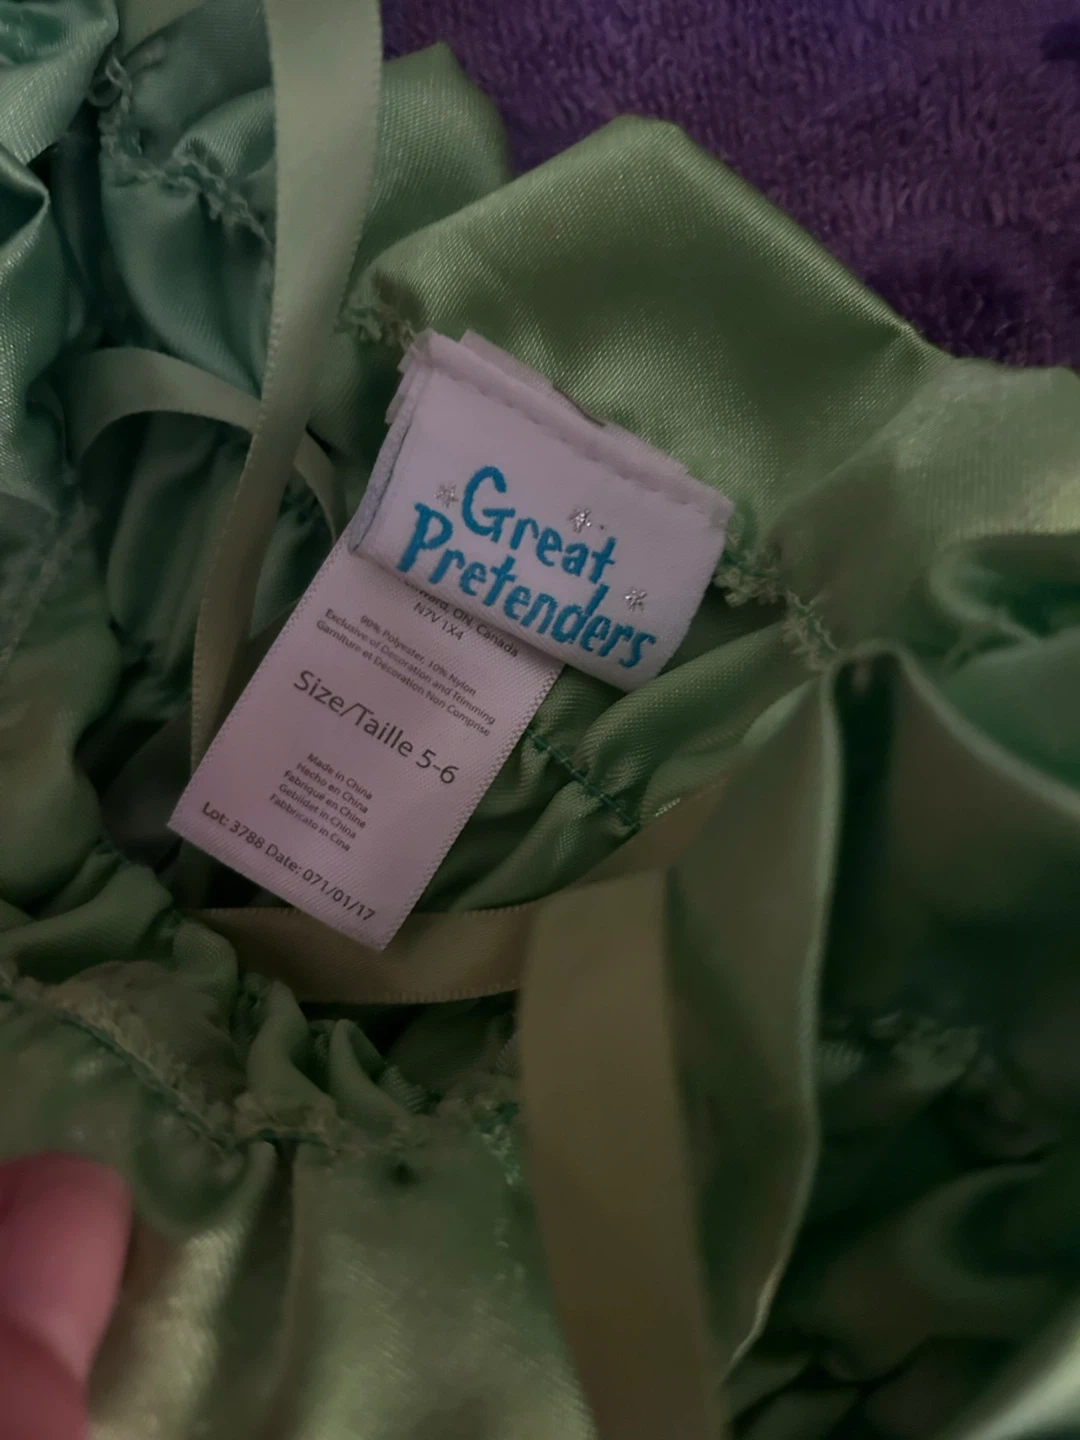 Great
Pretenders
ward, ON, Canada
N7V 1X4
90% Polyester, 10% Nylon
Exclusive of Decoration and Trimming
Garniture et Décoration Non Comprise
Size/Taille 5-6
Made in China
Hecho en China
Fabriqué en Chine
Gebildet in China
Fabbricato in Cina
Lot: 3788 Date: 071/01/17